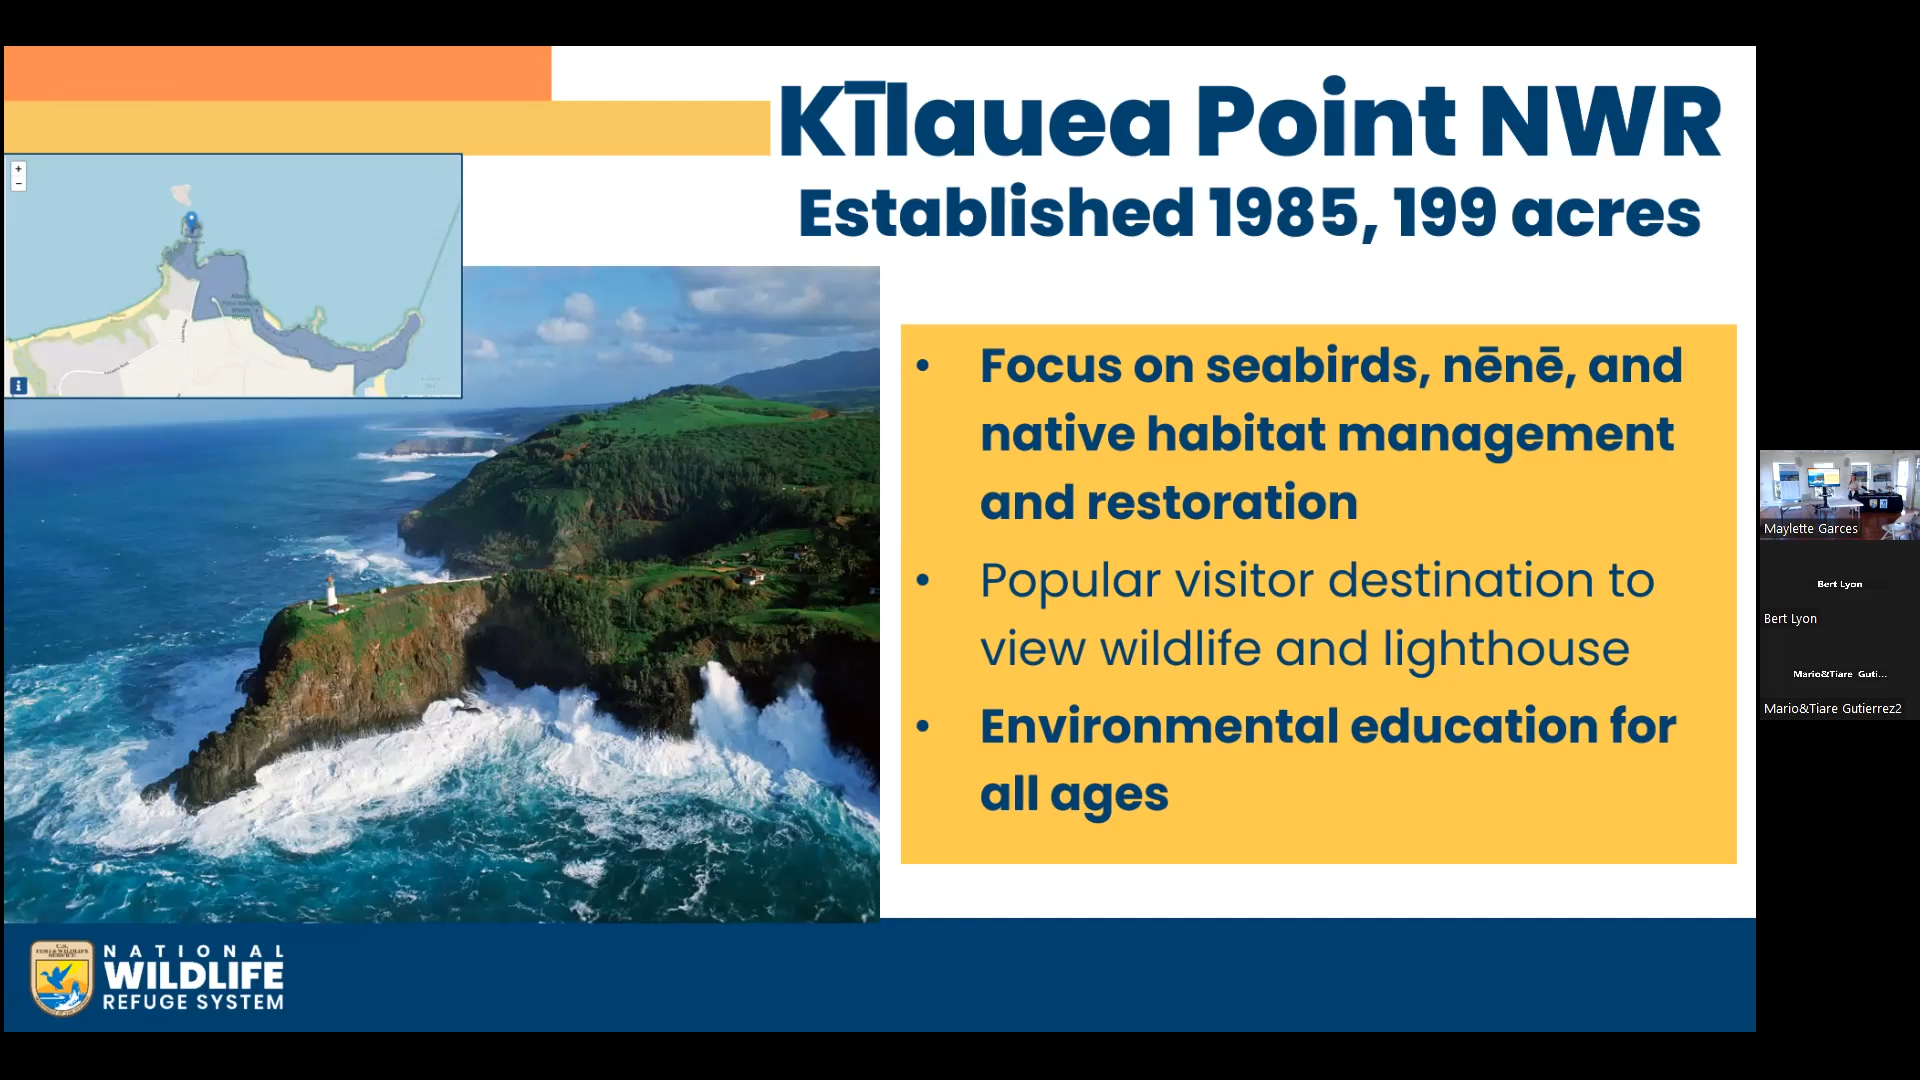 Kīlauea Point NWR
Established 1985, 199 acres
+
−
• Focus on seabirds, nēnē, and
native habitat management
and restoration
• Popular visitor destination to
view wildlife and lighthouse
• Environmental education for
all ages
NATIONAL
WILDLIFE
REFUGE SYSTEM
Maylette Garces
Bert Lyon
Bert Lyon
Mario&Tiare Guti...
Mario&Tiare Gutierrez2